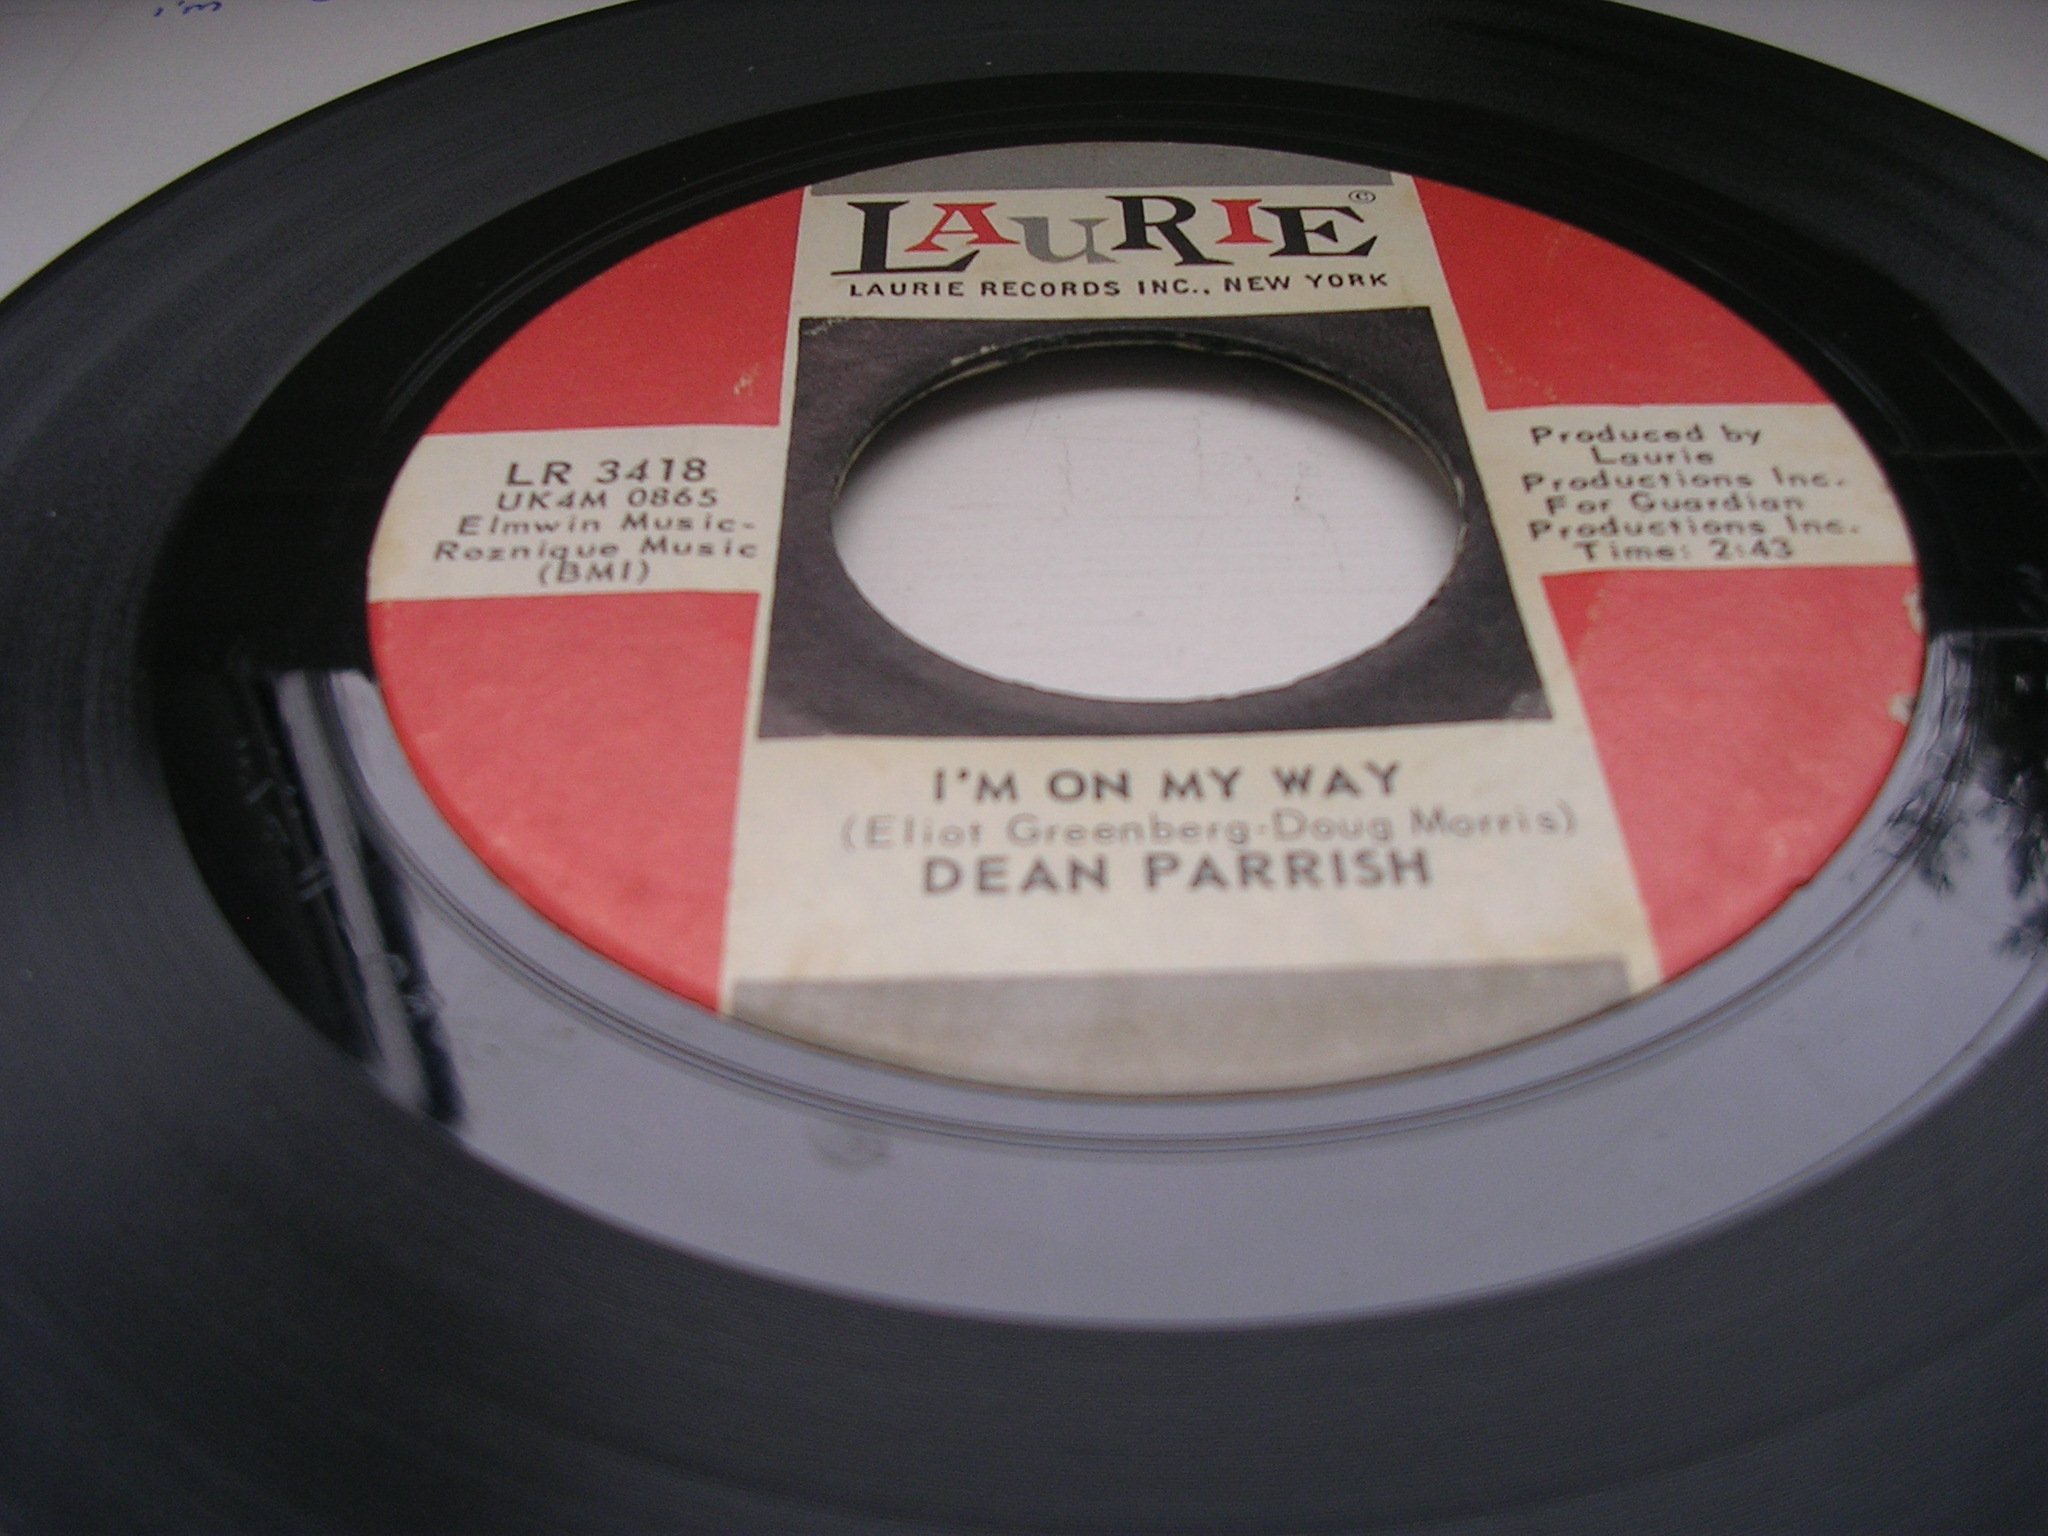 i'm
LAURIE©
LAURIE RECORDS INC., NEW YORK
LR 3418
UK4M 0865
Elmwin Music-
Roznique Music
(BMI)
Produced by
Laurie
Productions Inc.
For Guardian
Productions Inc.
Time: 2:43
I'M ON MY WAY
(Eliot Greenberg-Doug Morris)
DEAN PARRISH